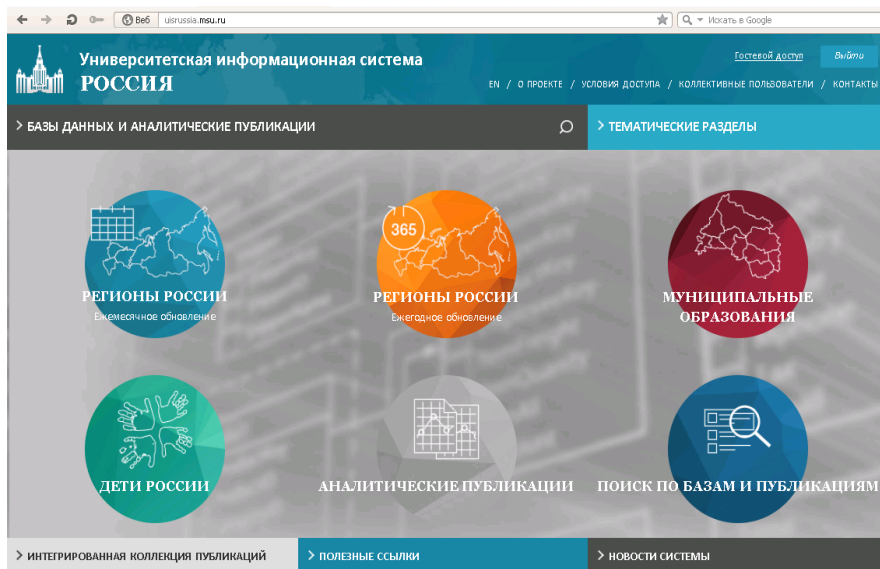 Веб uisrussia.msu.ru Искать в Google
Университетская информационная система
РОССИЯ
Гостевой доступ Выйти
EN / О ПРОЕКТЕ / УСЛОВИЯ ДОСТУПА / КОЛЛЕКТИВНЫЕ ПОЛЬЗОВАТЕЛИ / КОНТАКТЫ
БАЗЫ ДАННЫХ И АНАЛИТИЧЕСКИЕ ПУБЛИКАЦИИ
ТЕМАТИЧЕСКИЕ РАЗДЕЛЫ
РЕГИОНЫ РОССИИ
Ежемесячное обновление
365
РЕГИОНЫ РОССИИ
Ежегодное обновление
МУНИЦИПАЛЬНЫЕ
ОБРАЗОВАНИЯ
ДЕТИ РОССИИ
АНАЛИТИЧЕСКИЕ ПУБЛИКАЦИИ
ПОИСК ПО БАЗАМ И ПУБЛИКАЦИЯМ
ИНТЕГРИРОВАННАЯ КОЛЛЕКЦИЯ ПУБЛИКАЦИЙ
ПОЛЕЗНЫЕ ССЫЛКИ
НОВОСТИ СИСТЕМЫ